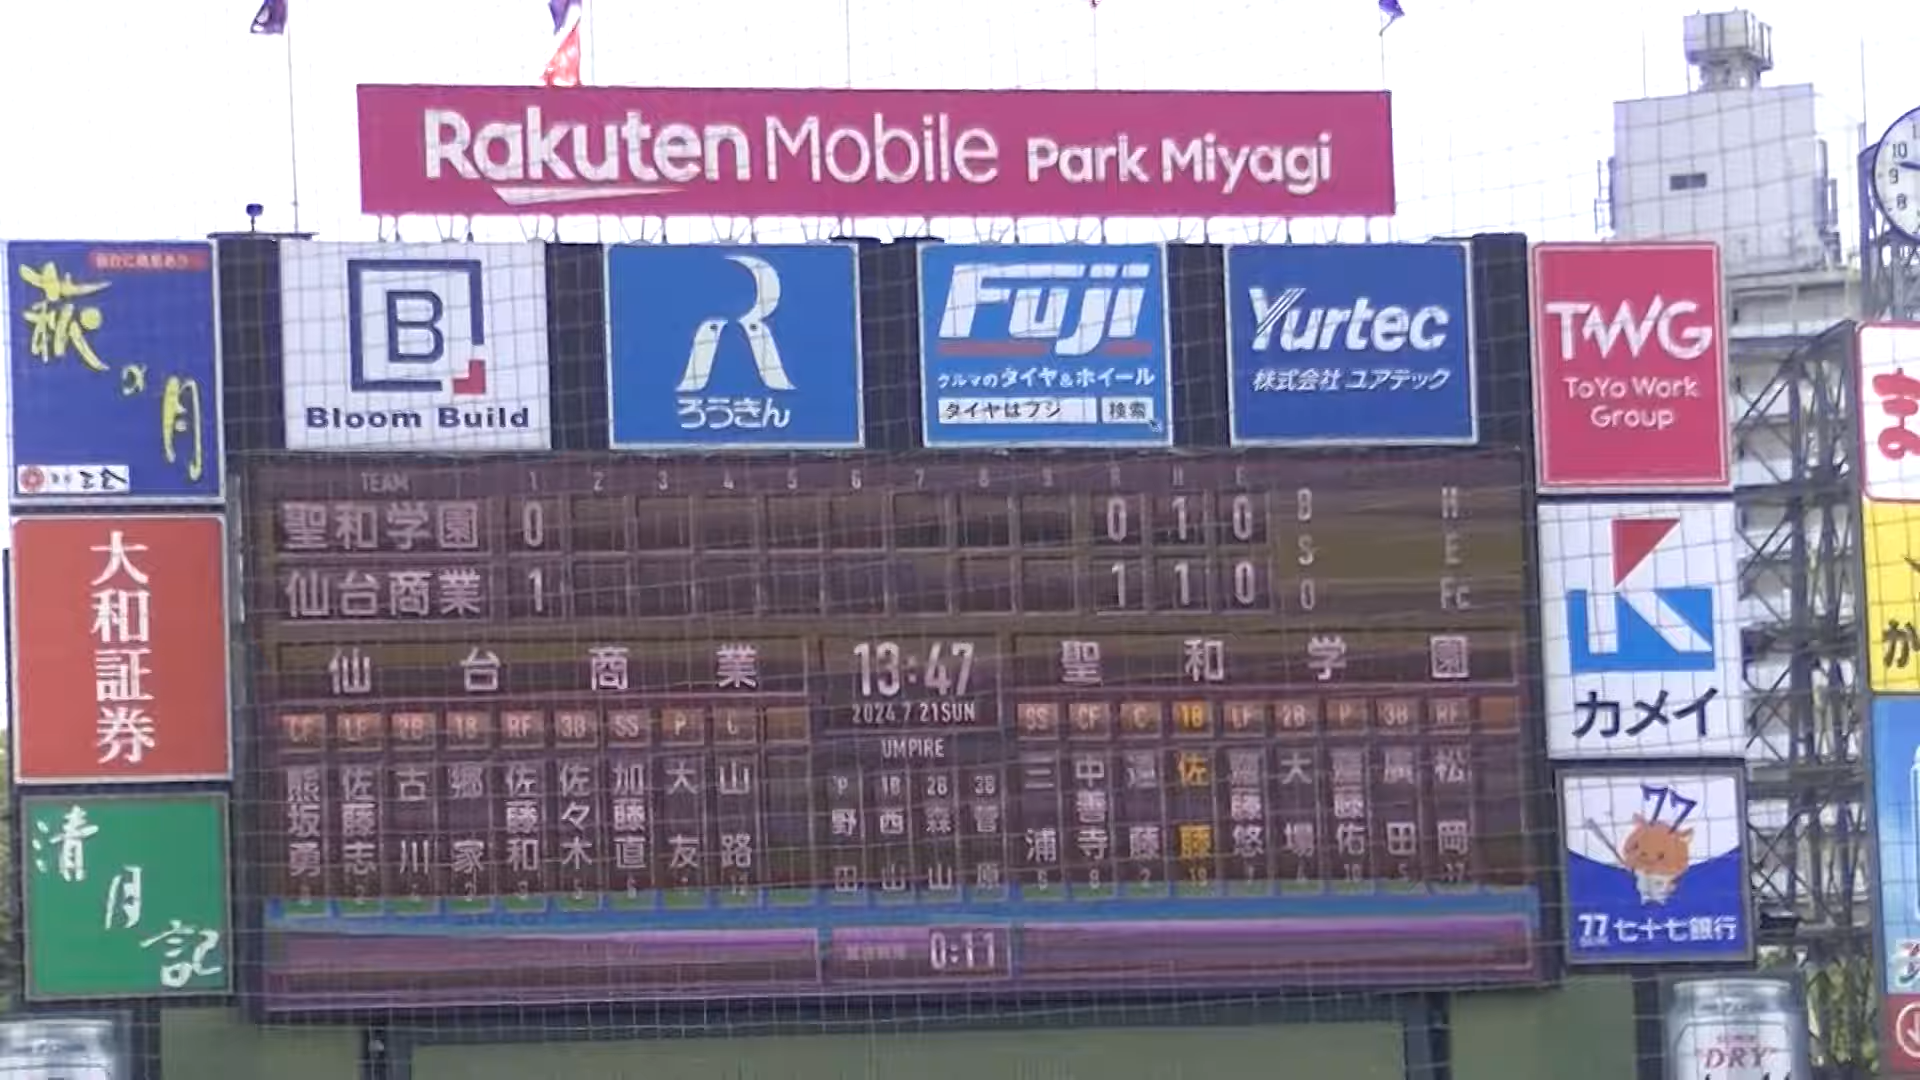 Rakuten Mobile Park Miyagi
萩の月
Bloom Build
ろうきん
Fuji
クルマのタイヤ&ホイール
タイヤはフジ 検索
Yurtec
株式会社 ユアテック
TWG
ToYo Work
Group
大和証券
清月記
カメイ
77
77 七十七銀行
TEAM 1 2 3 4 5 6 7 8 9 R H E
聖和学園 0 0 1 0
仙台商業 1 1 1 0
B H
S E
O Fc
仙台商業
CF LF 2B 1B RF 3B SS P C
熊坂勇
佐藤志
古川
郷家
佐藤和
佐々木
加藤直
大友
山路
13:47
2024.7.21SUN
UMPIRE
P 1B 2B 3B
野田
西山
森山
菅原
0:11
聖和学園
SS CF C 1B LF 2B P 3B RF
三浦
中善寺
遠藤
佐藤
齋藤悠
大場
齋藤佑
廣田
松岡
10
9
8
ま
か
DRY